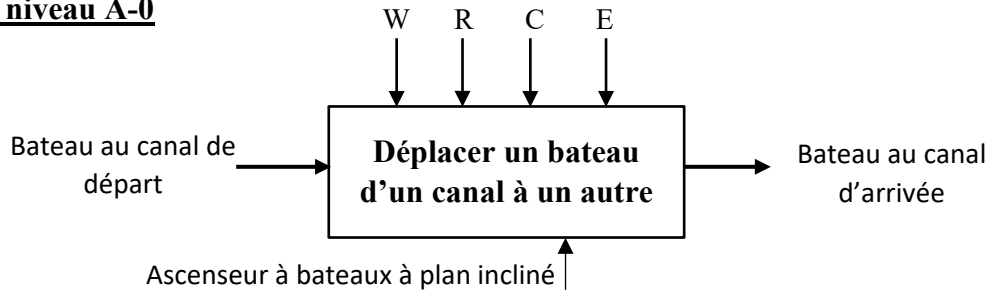 niveau A-0
W R C E
Bateau au canal de
départ
Déplacer un bateau
d’un canal à un autre
Bateau au canal
d’arrivée
Ascenseur à bateaux à plan incliné